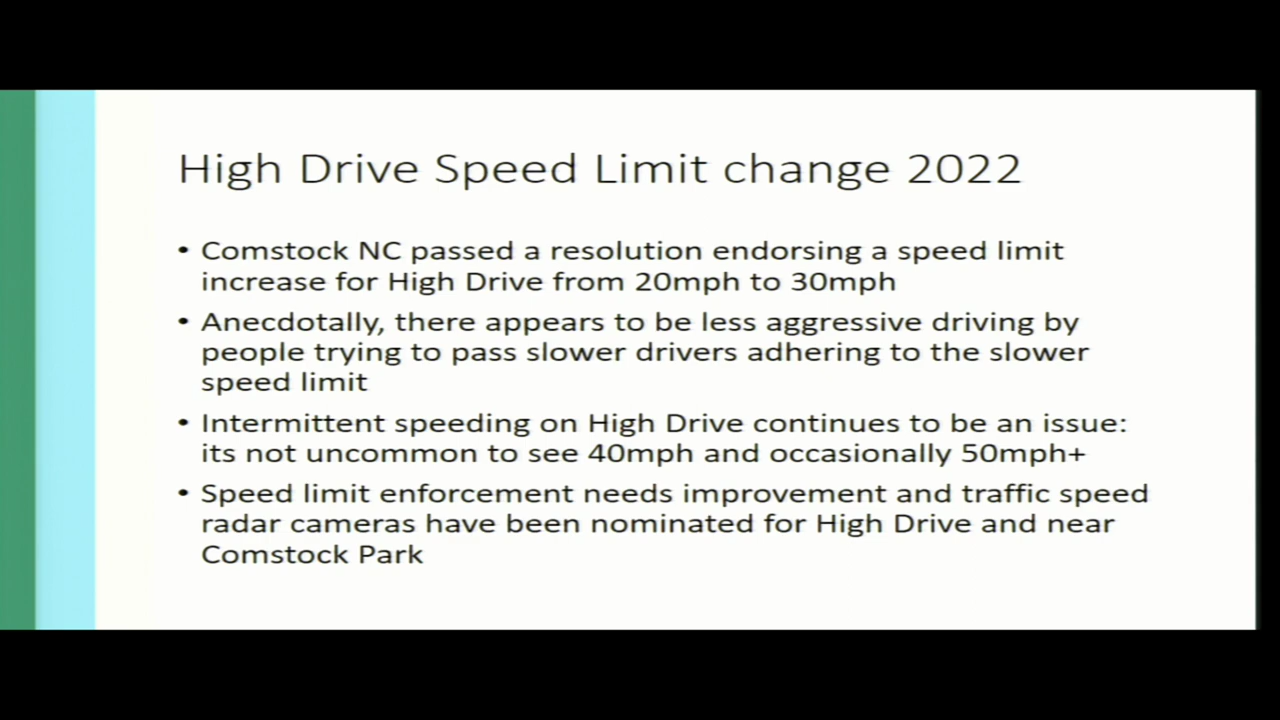 High Drive Speed Limit change 2022
• Comstock NC passed a resolution endorsing a speed limit
increase for High Drive from 20mph to 30mph
• Anecdotally, there appears to be less aggressive driving by
people trying to pass slower drivers adhering to the slower
speed limit
• Intermittent speeding on High Drive continues to be an issue:
its not uncommon to see 40mph and occasionally 50mph+
• Speed limit enforcement needs improvement and traffic speed
radar cameras have been nominated for High Drive and near
Comstock Park